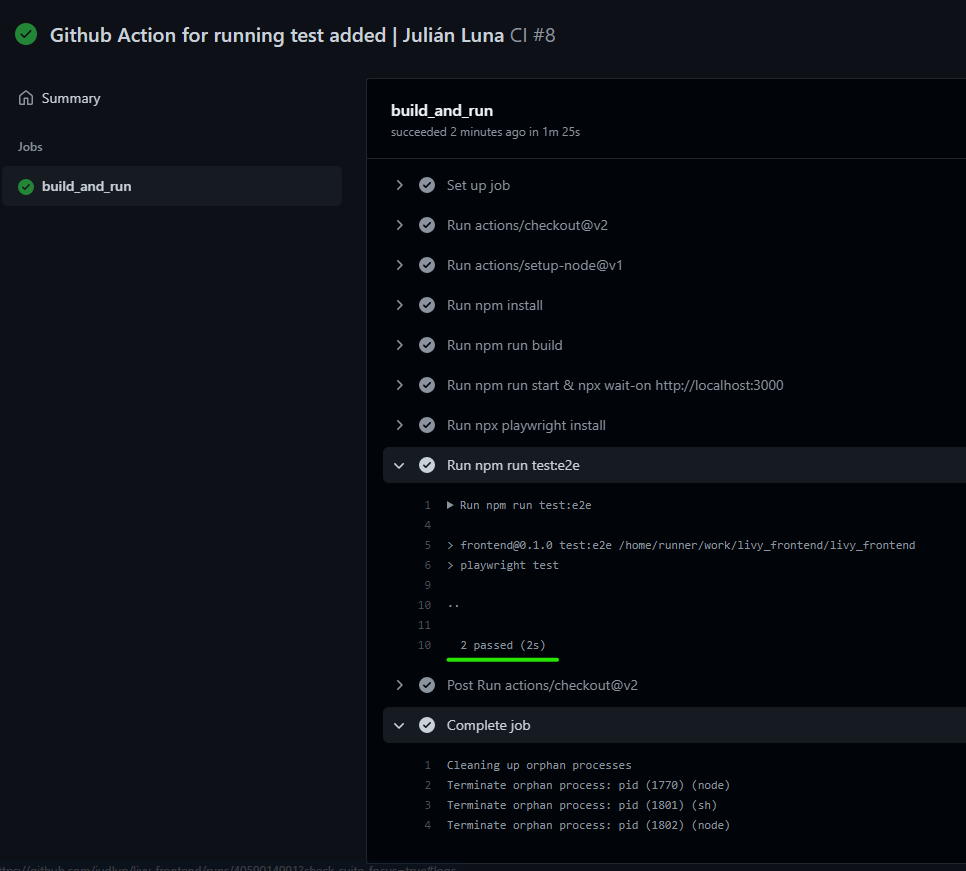 Github Action for running test added | Julián Luna CI #8
Summary
Jobs
build_and_run
build_and_run
succeeded 2 minutes ago in 1m 25s
Set up job
Run actions/checkout@v2
Run actions/setup-node@v1
Run npm install
Run npm run build
Run npm run start & npx wait-on http://localhost:3000
Run npx playwright install
Run npm run test:e2e
1 Run npm run test:e2e
4
5 > frontend@0.1.0 test:e2e /home/runner/work/livy_frontend/livy_frontend
6 > playwright test
9
10 ··
11
10 2 passed (2s)
Post Run actions/checkout@v2
Complete job
1 Cleaning up orphan processes
2 Terminate orphan process: pid (1770) (node)
3 Terminate orphan process: pid (1801) (sh)
4 Terminate orphan process: pid (1802) (node)